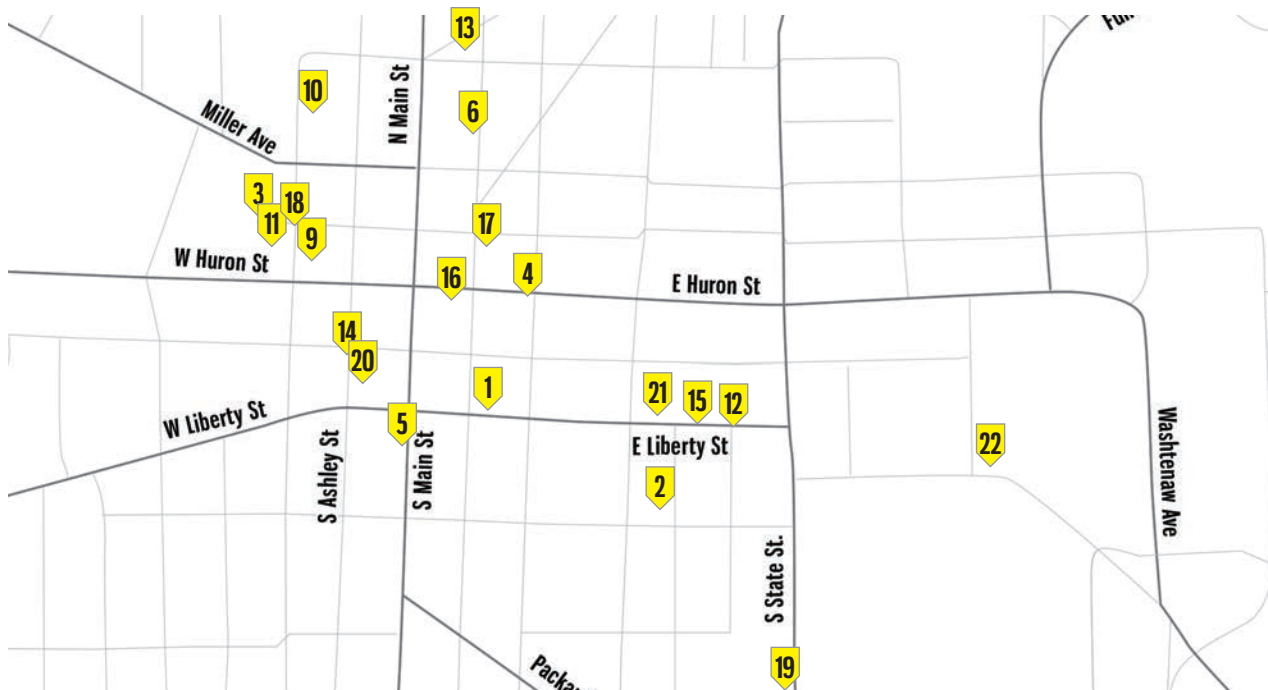 13
10
6
N Main St
Miller Ave
3
18
11
9
17
W Huron St
16
4
E Huron St
14
20
1
21
15
12
5
W Liberty St
E Liberty St
22
Washtenaw Ave
S Ashley St
S Main St
2
S State St.
19